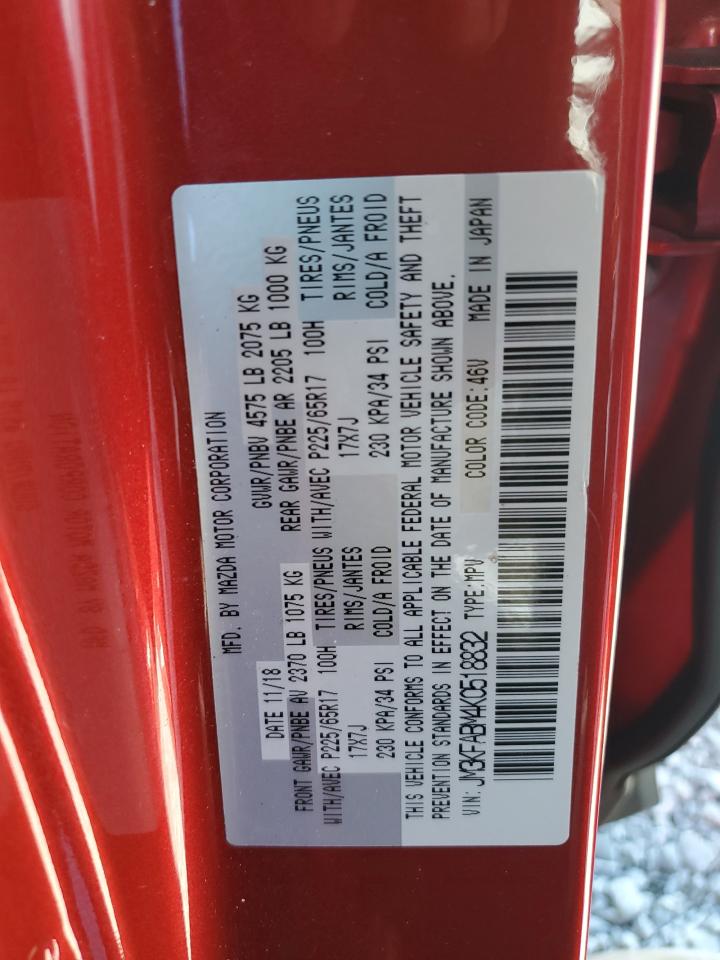 MFD. BY MAZDA MOTOR CORPORATION
DATE 11/18 GVWR/PNBV 4575 LB 2075 KG
FRONT GAWR/PNBE AV 2370 LB 1075 KG REAR GAWR/PNBE AR 2205 LB 1000 KG
WITH/AVEC P225/65R17 100H TIRES/PNEUS WITH/AVEC P225/65R17 100H TIRES/PNEUS
17X7J RIMS/JANTES 17X7J RIMS/JANTES
230 KPA/34 PSI COLD/A FROID 230 KPA/34 PSI COLD/A FROID
THIS VEHICLE CONFORMS TO ALL APPLICABLE FEDERAL MOTOR VEHICLE SAFETY AND THEFT
PREVENTION STANDARDS IN EFFECT ON THE DATE OF MANUFACTURE SHOWN ABOVE.
VIN: JM3KFABM4K0518832 TYPE:MPV COLOR CODE:46V MADE IN JAPAN